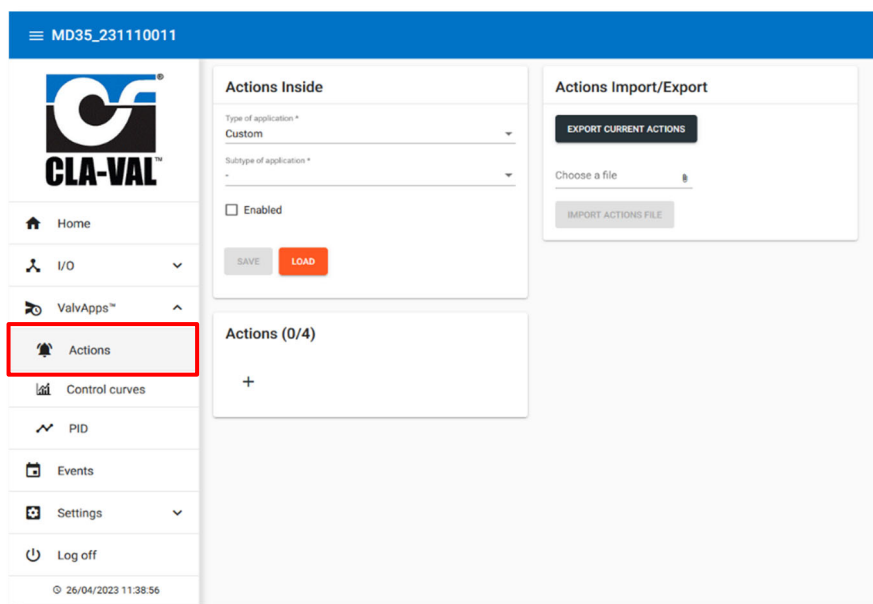 MD35_231110011
CLA-VAL™
®
Home
I/O
ValvApps™
Actions
Control curves
PID
Events
Settings
Log off
26/04/2023 11:38:56
Actions Inside
Type of application *
Custom
Subtype of application *
-
Enabled
SAVE LOAD
Actions (0/4)
+
Actions Import/Export
EXPORT CURRENT ACTIONS
Choose a file
IMPORT ACTIONS FILE